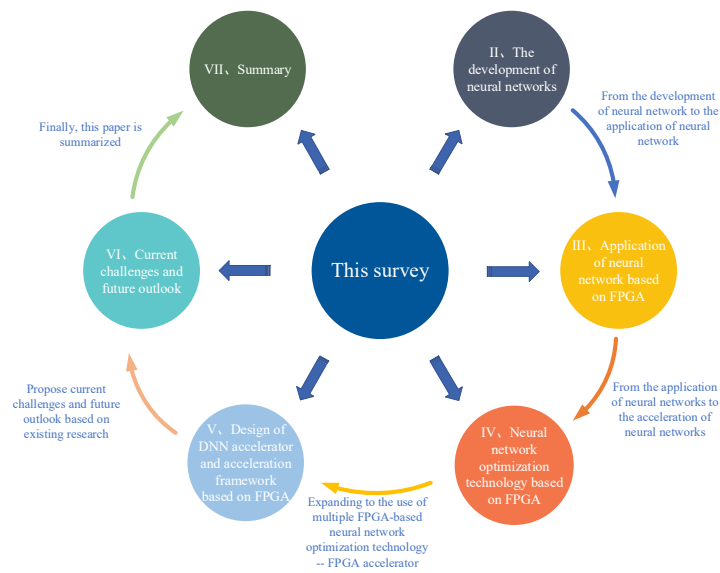 This survey
II、The
development of
neural networks
From the development
of neural network to the
application of neural
network
III、Application
of neural
network based
on FPGA
From the application
of neural networks to
the acceleration of
neural networks
IV、Neural
network
optimization
technology based
on FPGA
Expanding to the use of
multiple FPGA-based
neural network
optimization technology
-- FPGA accelerator
V、Design of
DNN accelerator
and acceleration
framework
based on FPGA
Propose current
challenges and future
outlook based on
existing research
VI、Current
challenges and
future outlook
Finally, this paper is
summarized
VII、Summary